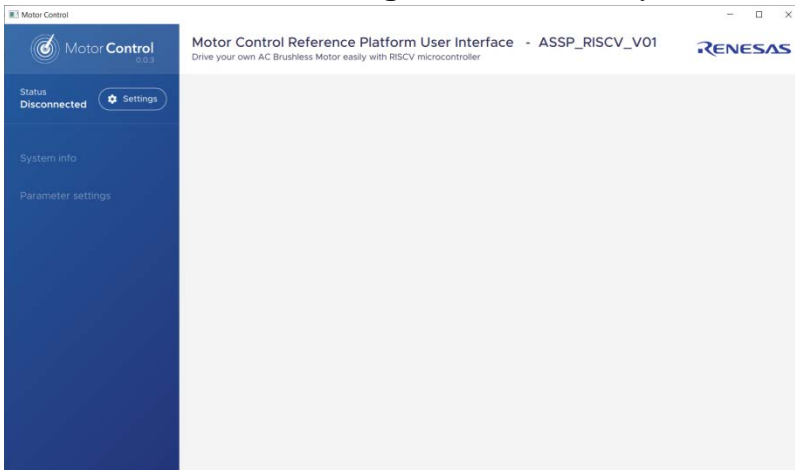 Motor Control
Motor Control
0.0.3
Motor Control Reference Platform User Interface - ASSP_RISCV_V01
Drive your own AC Brushless Motor easily with RISCV microcontroller
RENESAS
Status
Disconnected
Settings
System info
Parameter settings